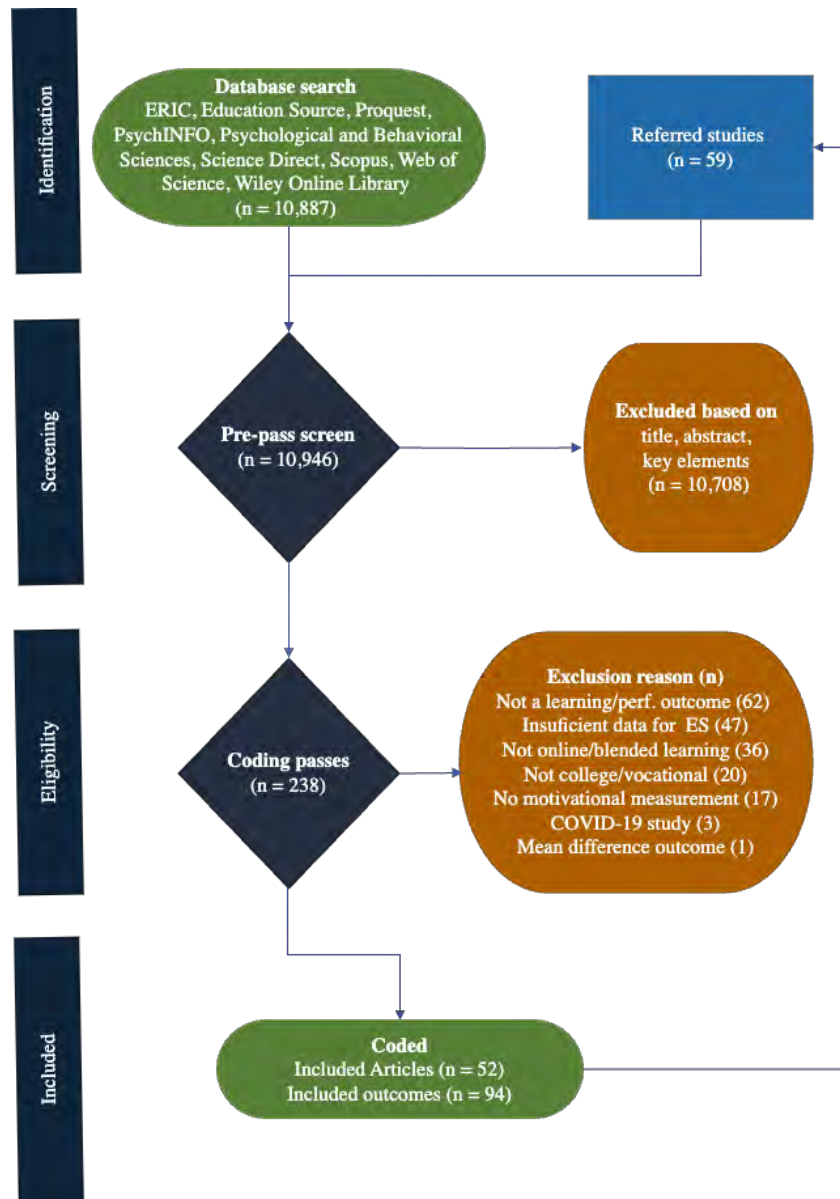 Identification
Database search
ERIC, Education Source, Proquest,
PsychINFO, Psychological and Behavioral
Sciences, Science Direct, Scopus, Web of
Science, Wiley Online Library
(n = 10,887)
Referred studies
(n = 59)
Screening
Pre-pass screen
(n = 10,946)
Excluded based on
title, abstract,
key elements
(n = 10,708)
Eligibility
Coding passes
(n = 238)
Exclusion reason (n)
Not a learning/perf. outcome (62)
Insuficient data for ES (47)
Not online/blended learning (36)
Not college/vocational (20)
No motivational measurement (17)
COVID-19 study (3)
Mean difference outcome (1)
Included
Coded
Included Articles (n = 52)
Included outcomes (n = 94)